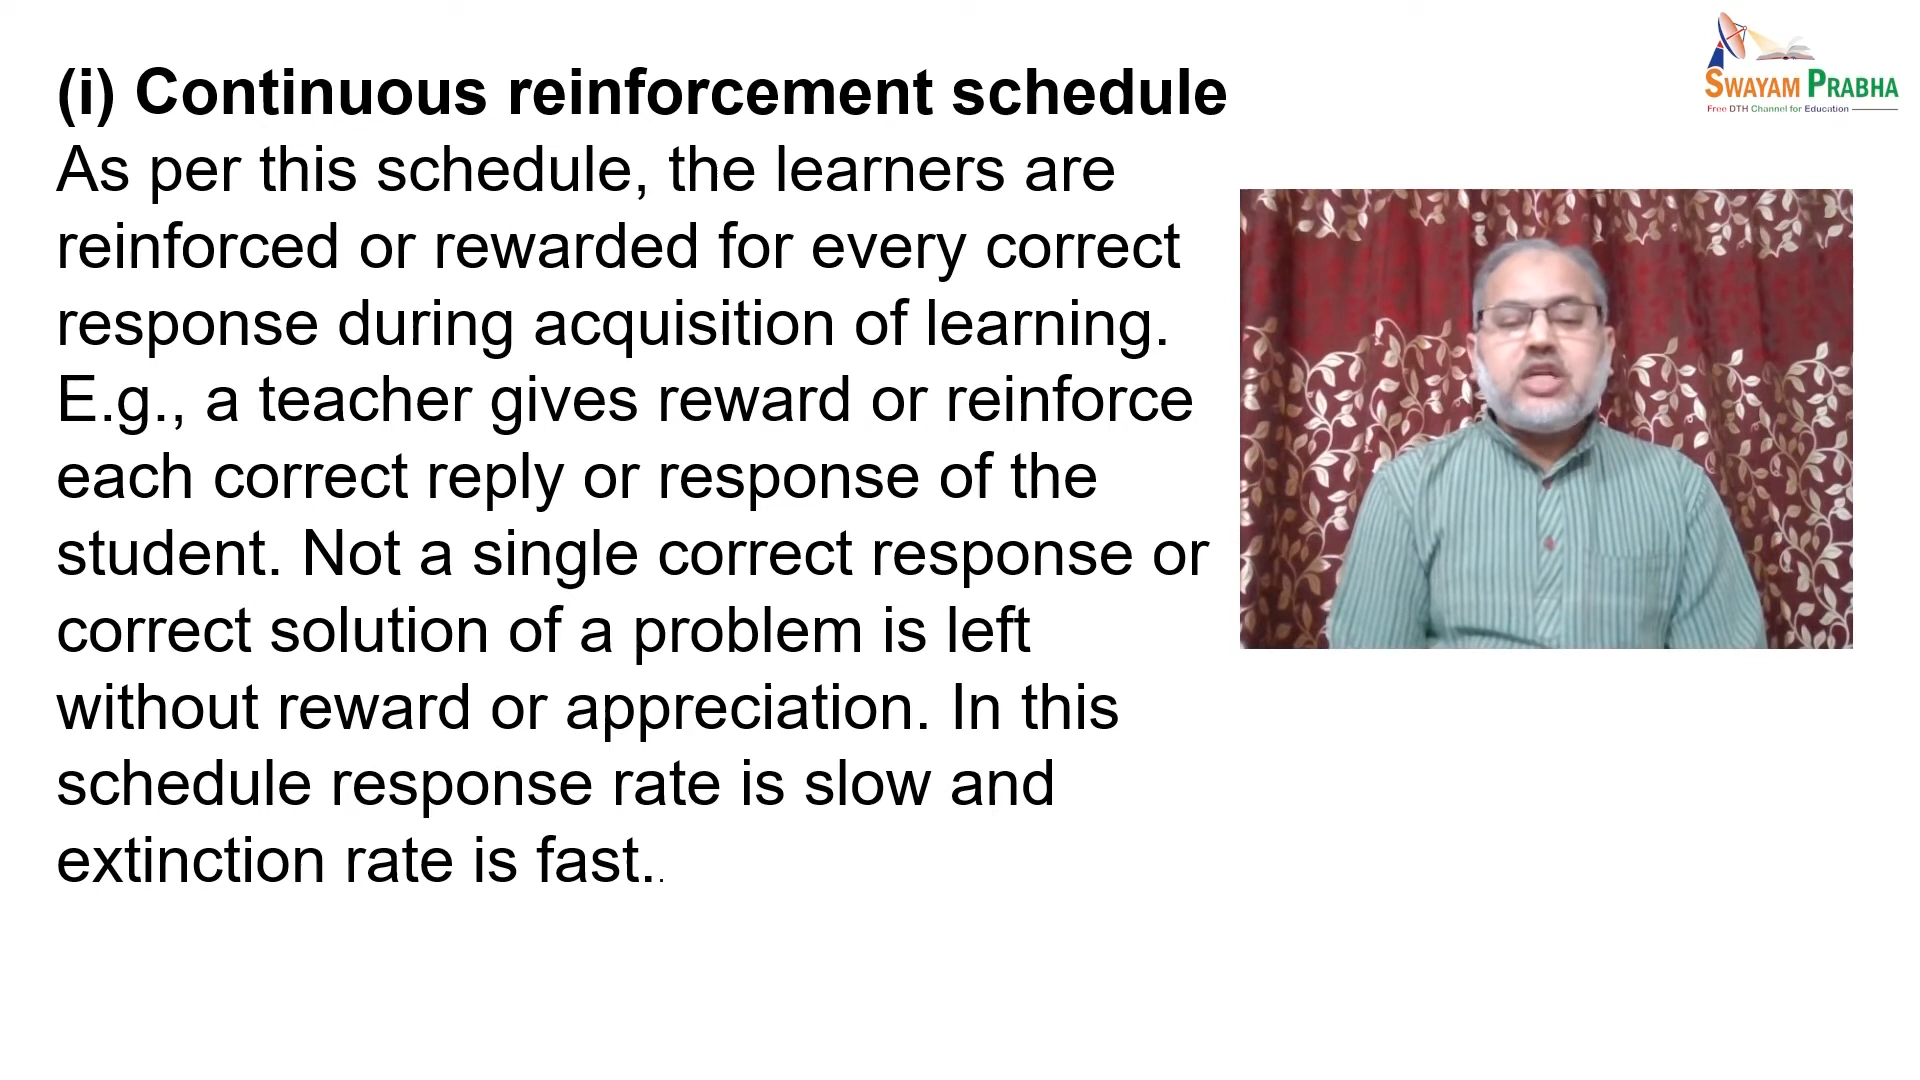 (i) Continuous reinforcement schedule
As per this schedule, the learners are
reinforced or rewarded for every correct
response during acquisition of learning.
E.g., a teacher gives reward or reinforce
each correct reply or response of the
student. Not a single correct response or
correct solution of a problem is left
without reward or appreciation. In this
schedule response rate is slow and
extinction rate is fast..
SWAYAM PRABHA
Free DTH Channel for Education